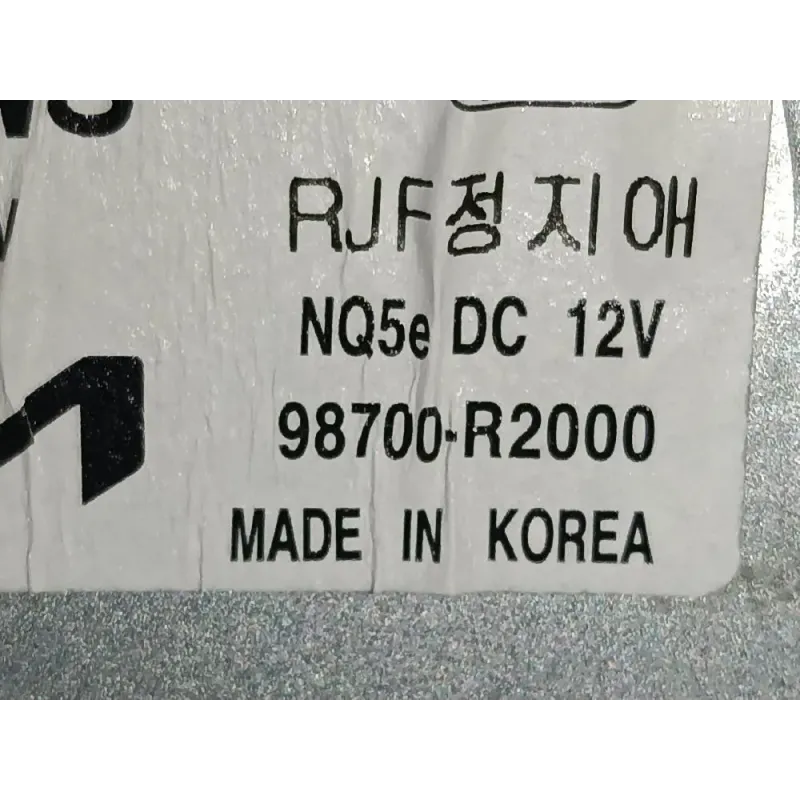 RJF정지애
NQ5e DC 12V
98700-R2000
MADE IN KOREA